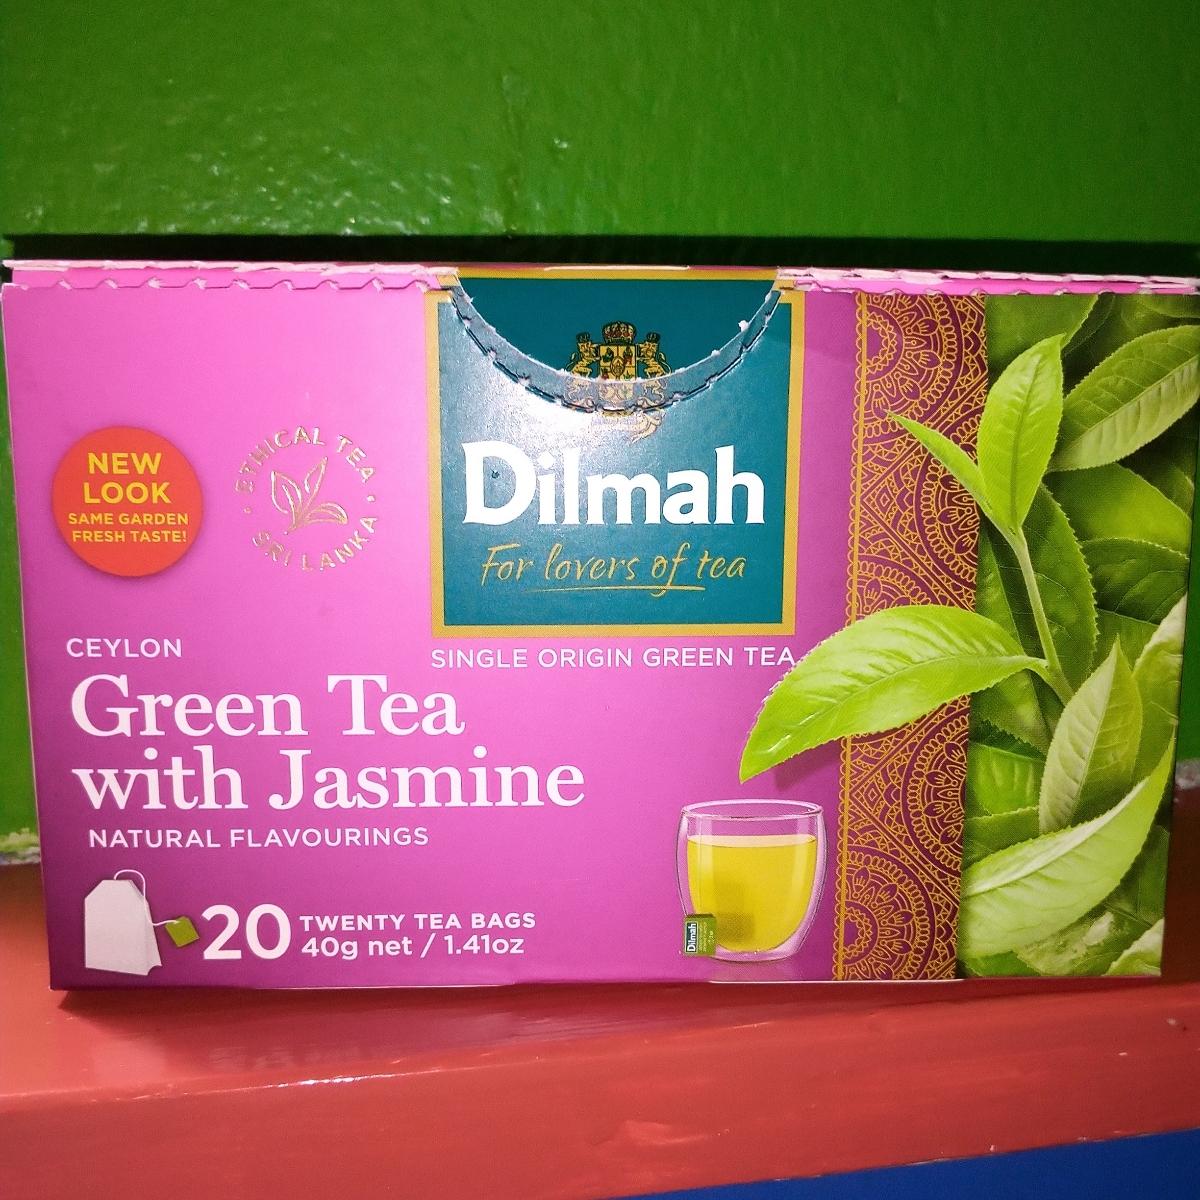 Dilmah
For lovers of tea
NEW
LOOK
SAME GARDEN
FRESH TASTE!
ETHICAL TEA
SRI LANKA
SINGLE ORIGIN GREEN TEA
CEYLON
Green Tea
with Jasmine
NATURAL FLAVOURINGS
20 TWENTY TEA BAGS
40g net / 1.41oz
Dilmah